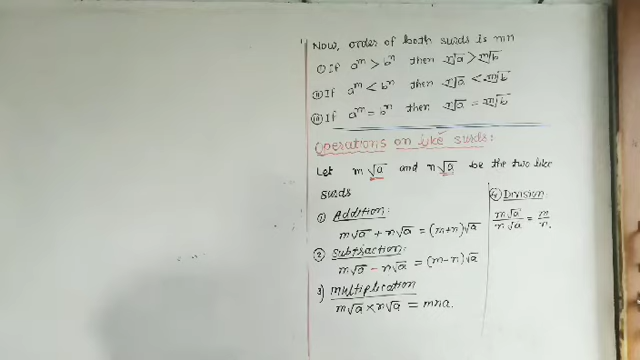 Now, order of both surds is mn
(i) If a^m > b^n then ⁿ√a > ᵐ√b
(ii) If a^m < b^n then ⁿ√a < ᵐ√b
(iii) If a^m = b^n then ⁿ√a = ᵐ√b
Operations on like surds:
Let m√a and n√a be the two like
surds
① Addition:
m√a + n√a = (m+n)√a
② Subtraction:
m√a - n√a = (m-n)√a
3) Multiplication
m√a × n√a = mna.
④ Division:
m√a / n√a = m/n.